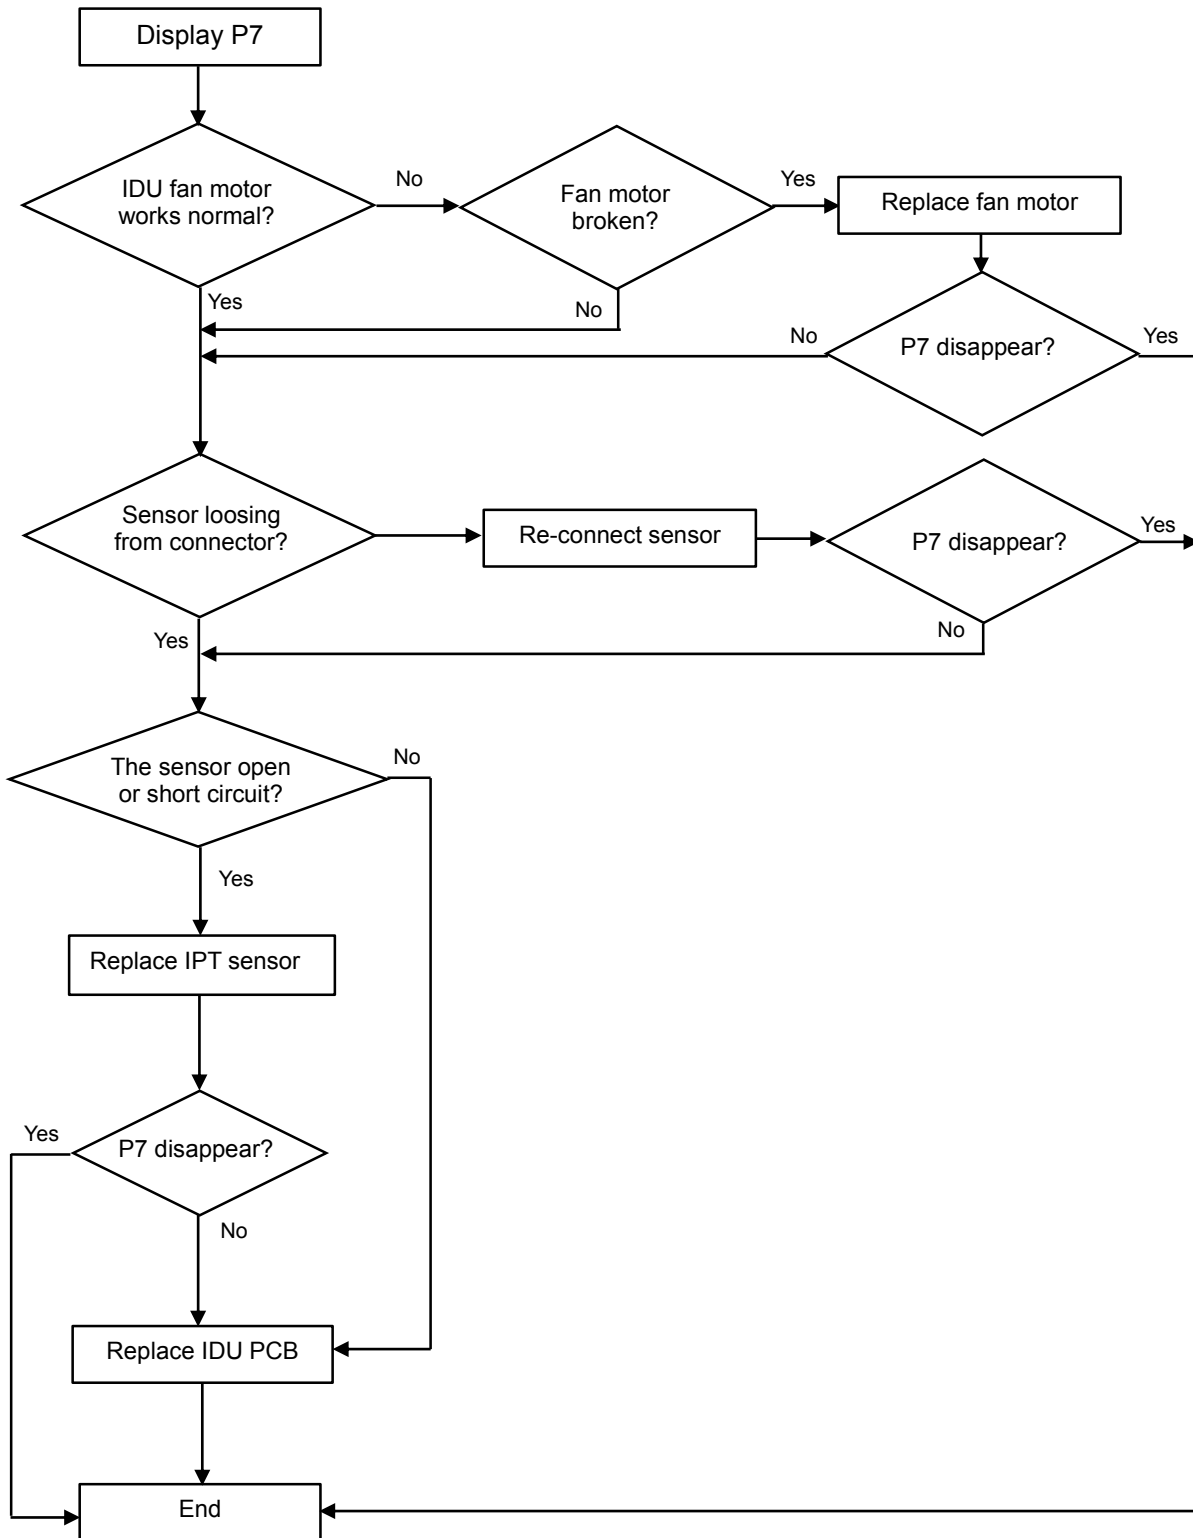 Display P7
IDU fan motor
works normal?
No
Fan motor
broken?
Yes
Replace fan motor
Yes
No
No
P7 disappear?
Yes
Sensor loosing
from connector?
Re-connect sensor
P7 disappear?
Yes
Yes
No
The sensor open
or short circuit?
No
Yes
Replace IPT sensor
Yes
P7 disappear?
No
Replace IDU PCB
End